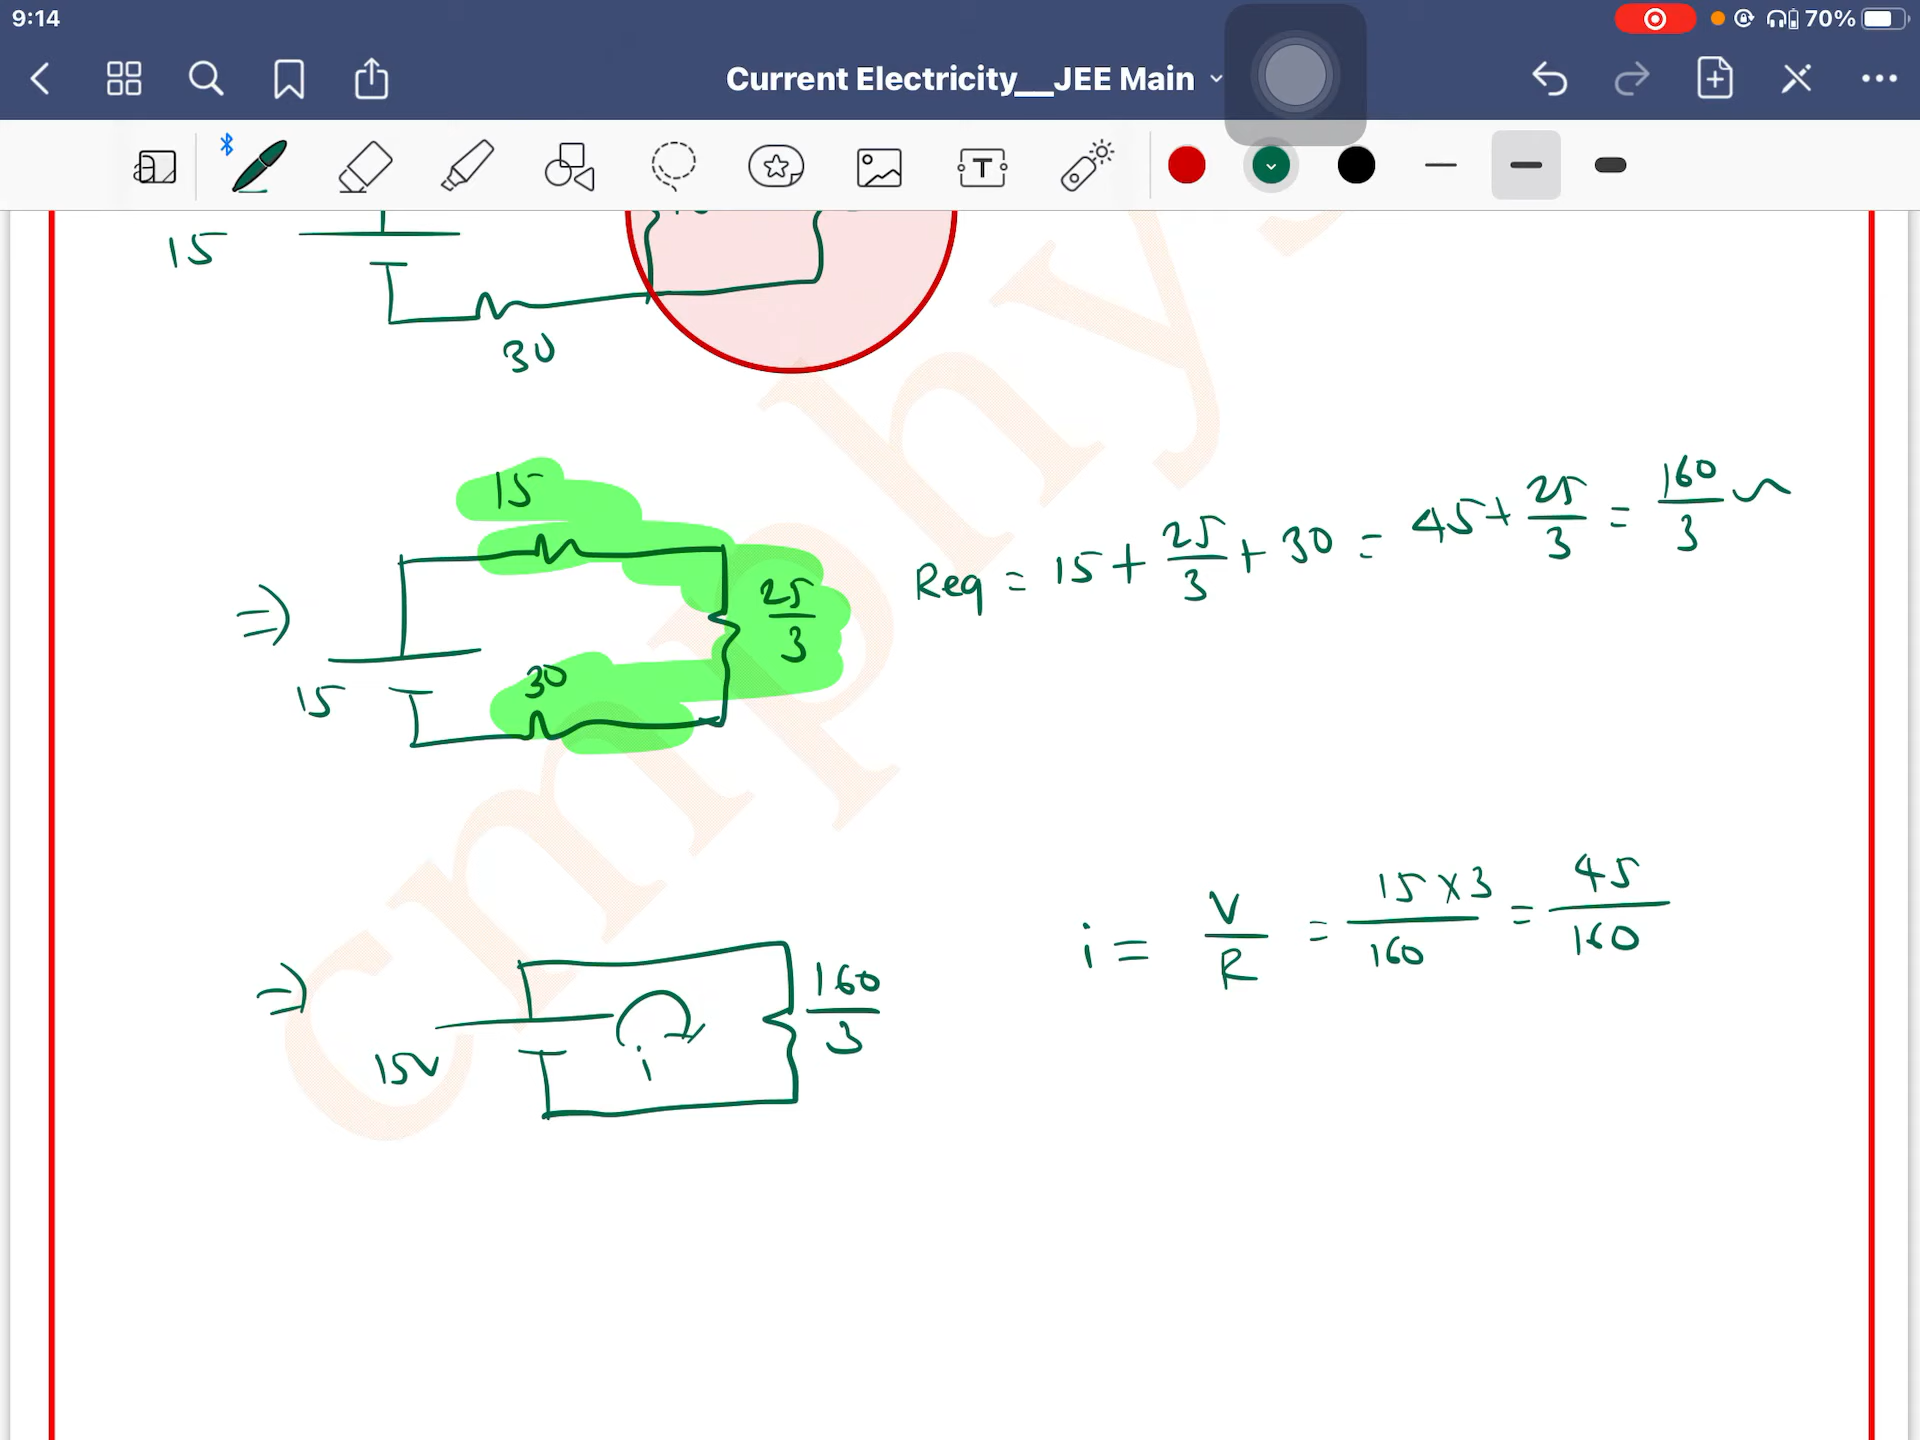 9:14
70%
Current Electricity__JEE Main
15
30
15
Req = 15 + 25/3 + 30 = 45 + 25/3 = 160/3
⇒
25/3
30
15
i = V/R = 15 x 3/160 = 45/160
⇒
160/3
15V
i
cmphy